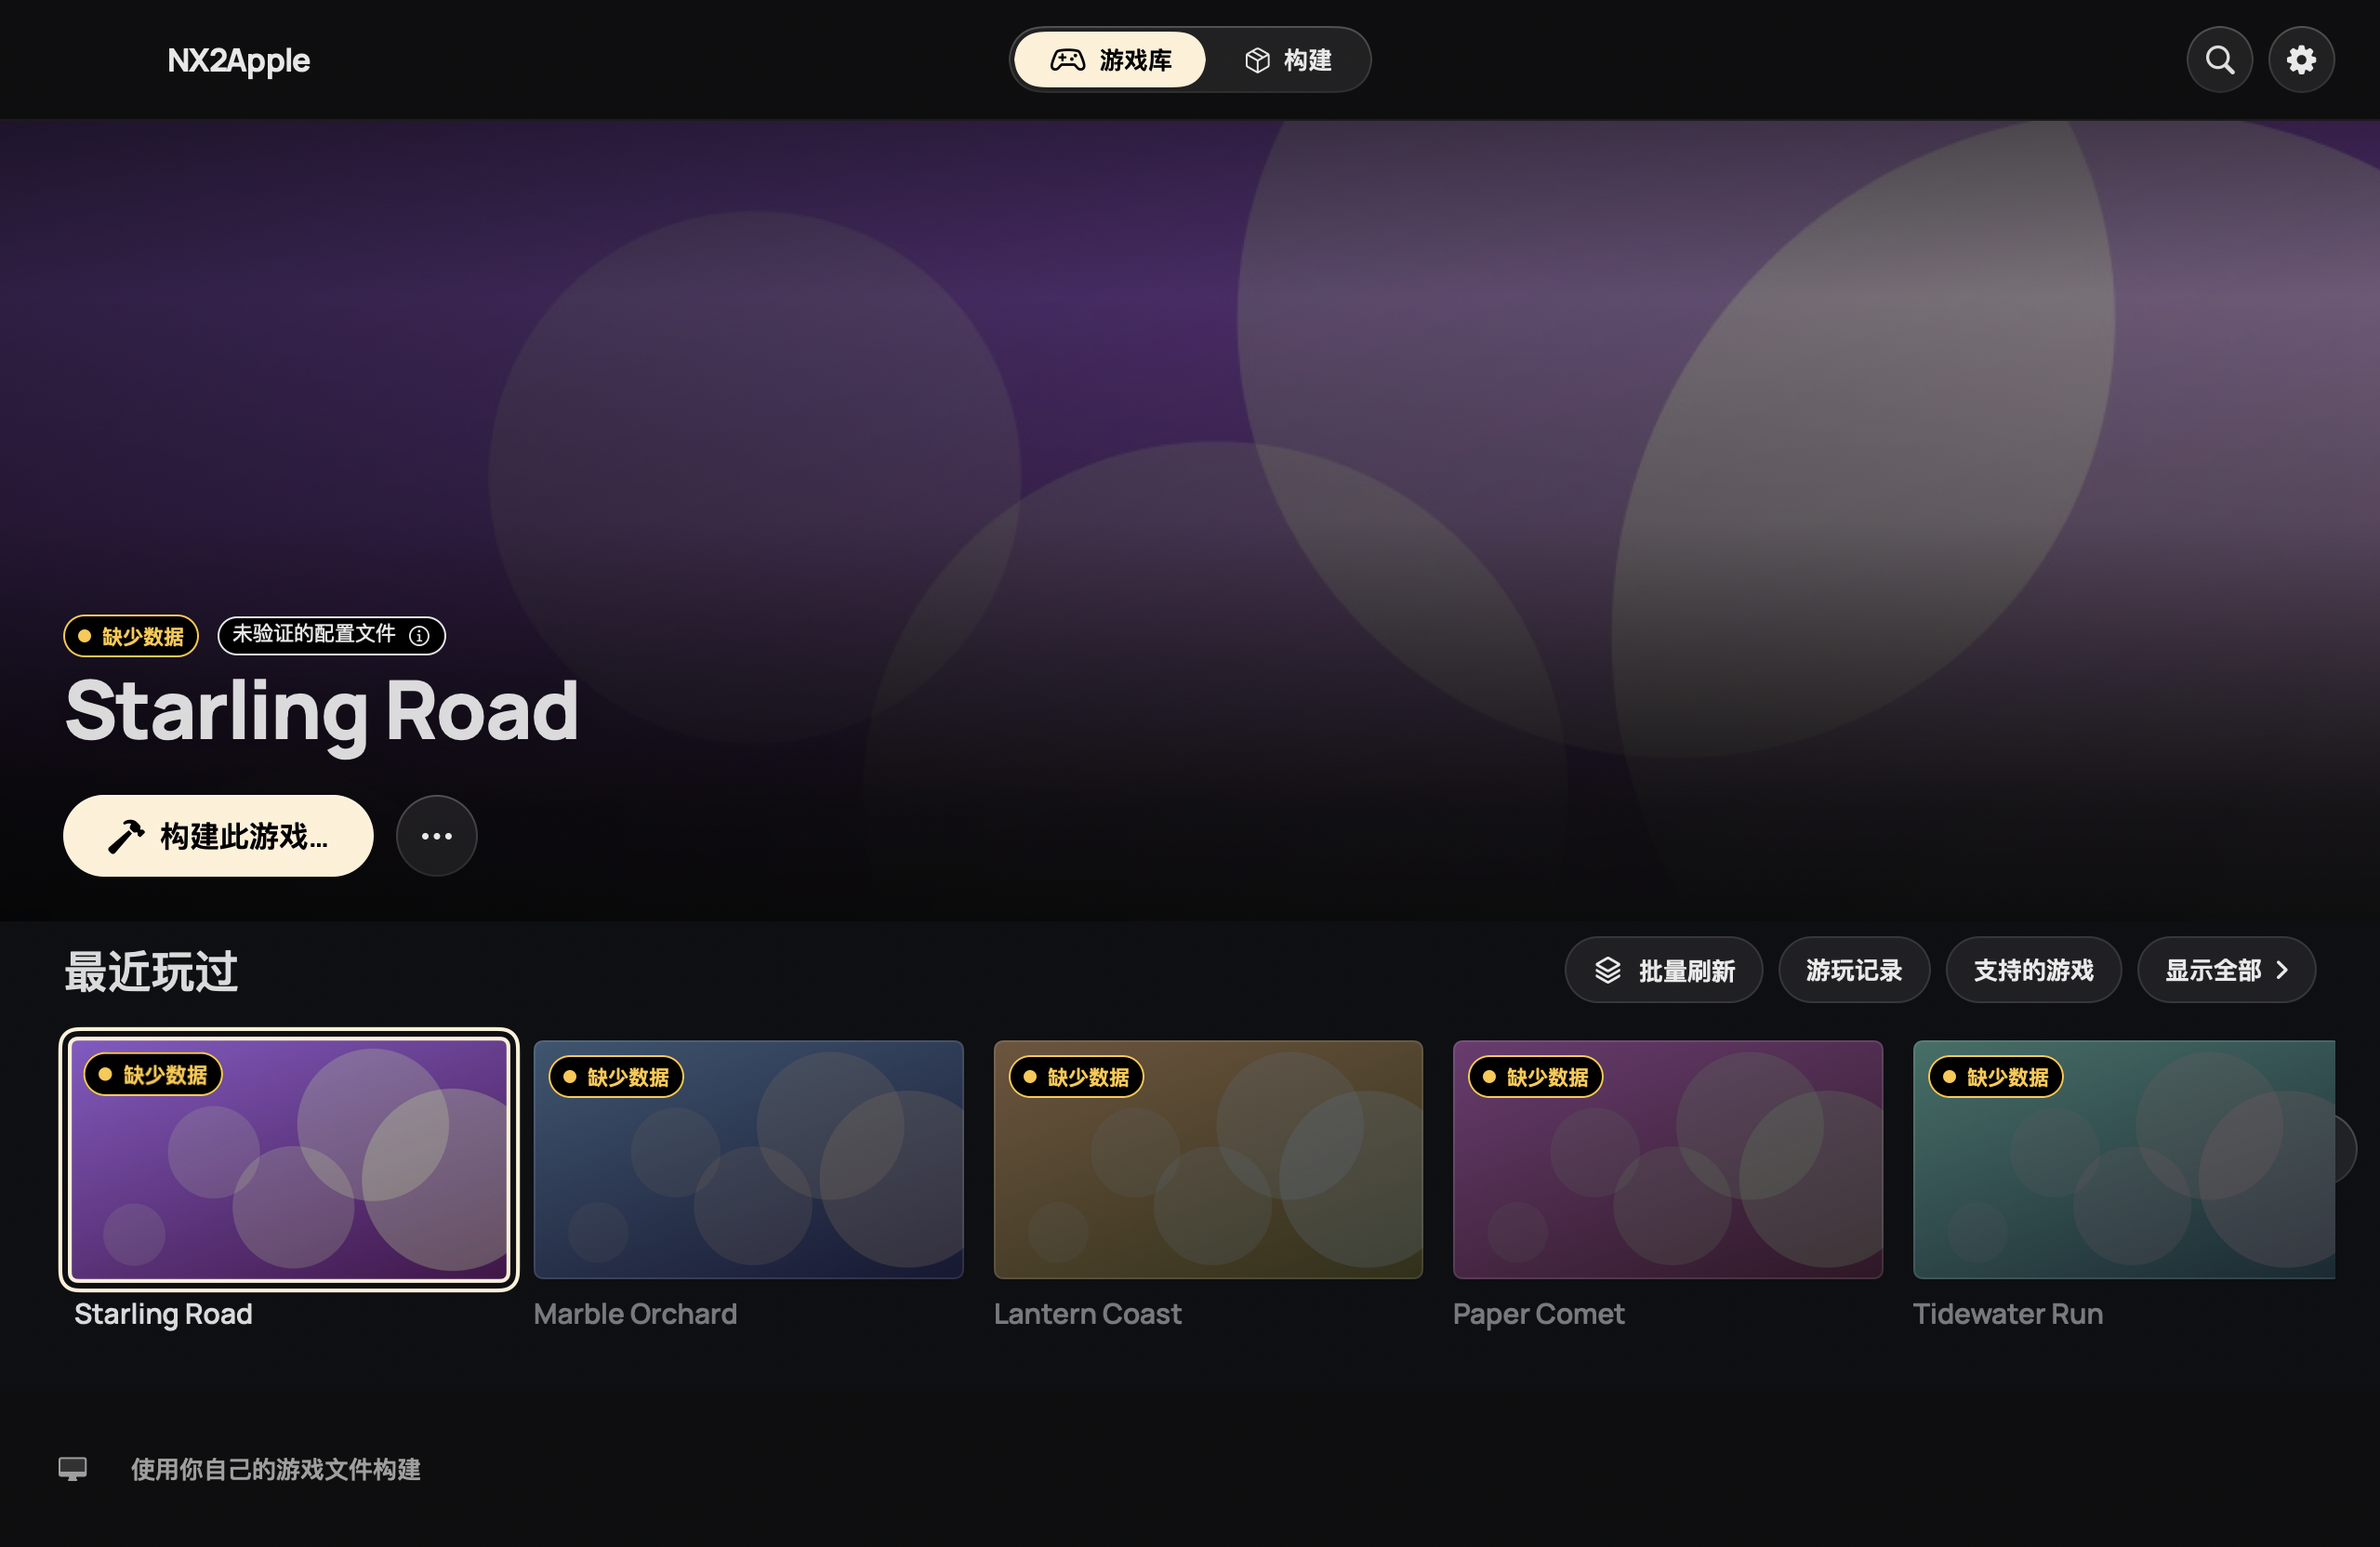 NX2Apple
游戏库
构建
缺少数据
未验证的配置文件
Starling Road
构建此游戏...
最近玩过
批量刷新
游玩记录
支持的游戏
显示全部
缺少数据
缺少数据
缺少数据
缺少数据
缺少数据
Starling Road
Marble Orchard
Lantern Coast
Paper Comet
Tidewater Run
使用你自己的游戏文件构建